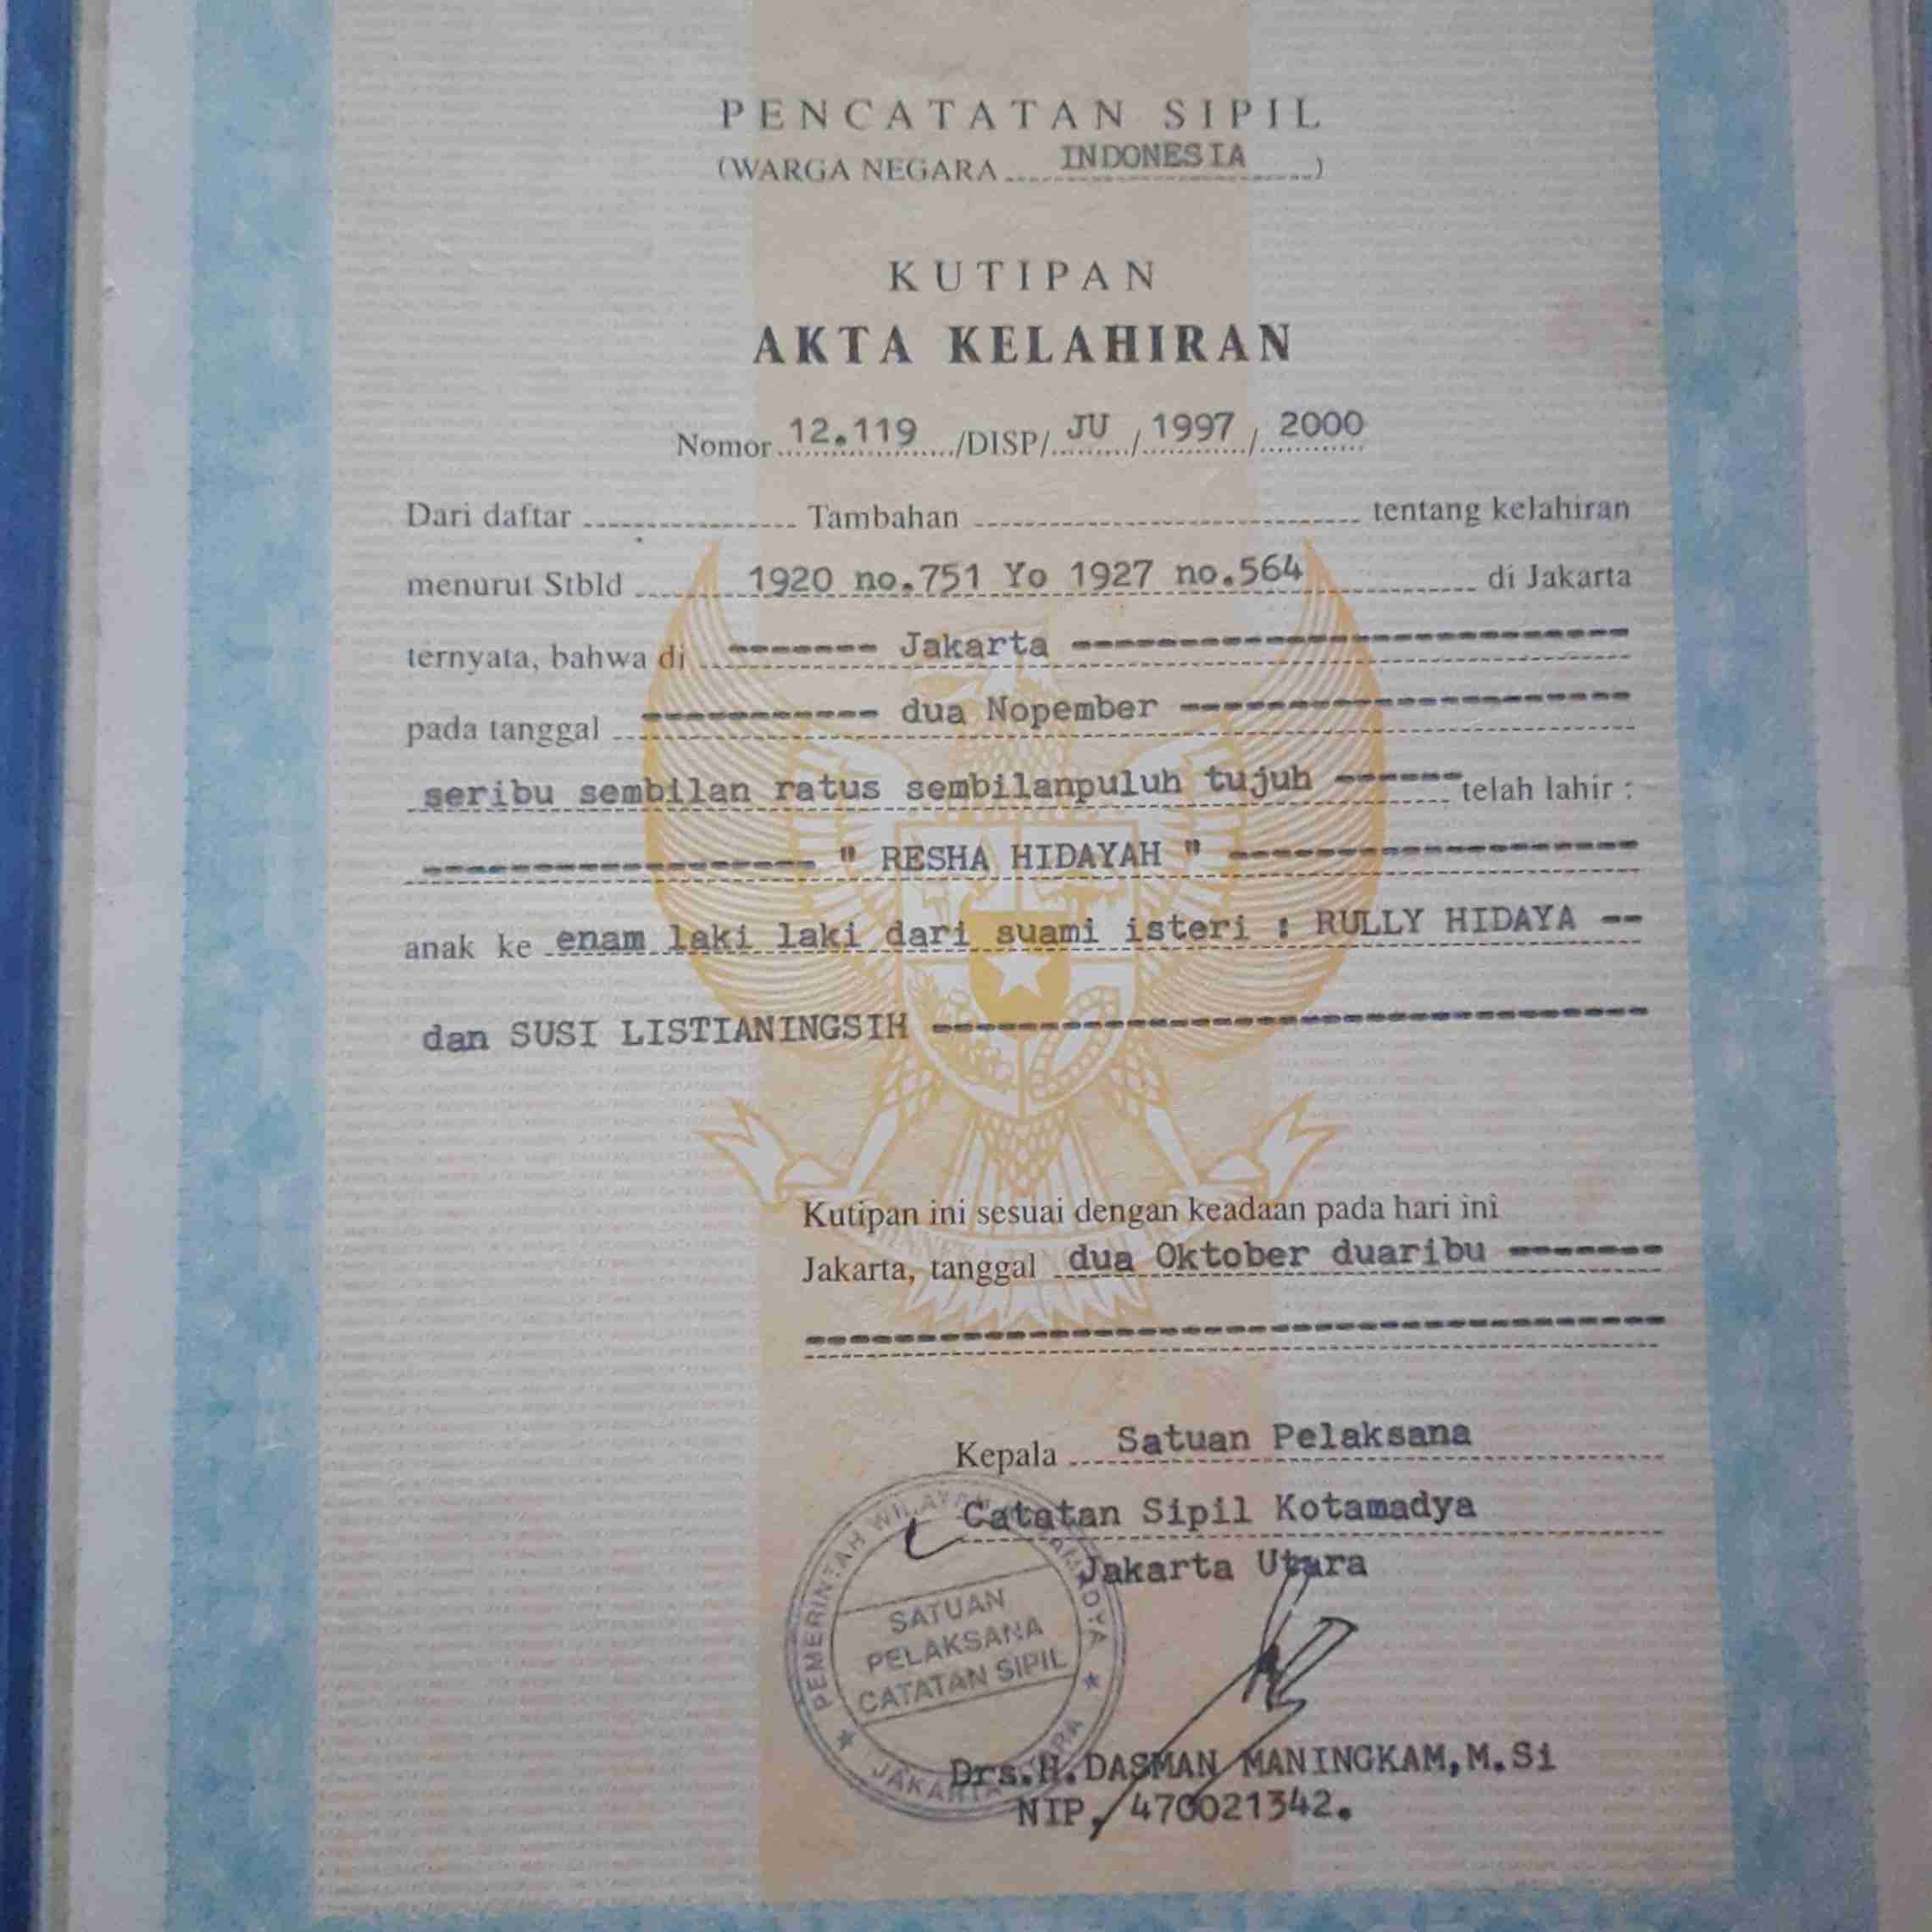 PENCATATAN SIPIL
(WARGA NEGARA INDONESIA)
KUTIPAN
AKTA KELAHIRAN
Nomor 12.119 /DISP/ JU / 1997 / 2000
Dari daftar Tambahan tentang kelahiran
menurut Stbld 1920 no.751 Yo 1927 no.564 di Jakarta
ternyata, bahwa di Jakarta
pada tanggal dua Nopember
seribu sembilan ratus sembilanpuluh tujuh telah lahir :
" RESHA HIDAYAH "
anak ke enam laki laki dari suami isteri : RULLY HIDAYA
dan SUSI LISTIANINGSIH
Kutipan ini sesuai dengan keadaan pada hari ini
Jakarta, tanggal dua Oktober duaribu
Kepala Satuan Pelaksana
Catatan Sipil Kotamadya
Jakarta Utara
PEMERINTAH WILAYAH
SATUAN
PELAKSANA
CATATAN SIPIL
JAKARTA
Drs.H.DASMAN MANINGKAM,M.Si
NIP. 470021342.